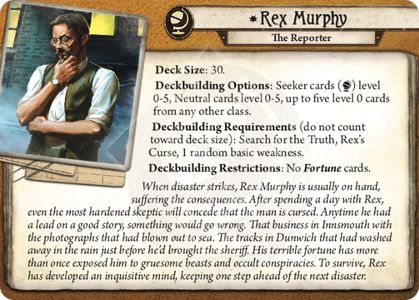 *Rex Murphy
The Reporter
Deck Size: 30.
Deckbuilding Options: Seeker cards () level
0-5, Neutral cards level 0-5, up to five level 0 cards
from any other class.
Deckbuilding Requirements (do not count
toward deck size): Search for the Truth, Rex's
Curse, 1 random basic weakness.
Deckbuilding Restrictions: No Fortune cards.
When disaster strikes, Rex Murphy is usually on hand,
suffering the consequences. After spending a day with Rex,
even the most hardened skeptic will concede that the man is cursed. Anytime he had
a lead on a good story, something would go wrong. That business in Innsmouth with
the photographs that had blown out to sea. The tracks in Dunwich that had washed
away in the rain just before he'd brought the sheriff. His terrible fortune has more
than once exposed him to gruesome beasts and occult conspiracies. To survive, Rex
has developed an inquisitive mind, keeping one step ahead of the next disaster.